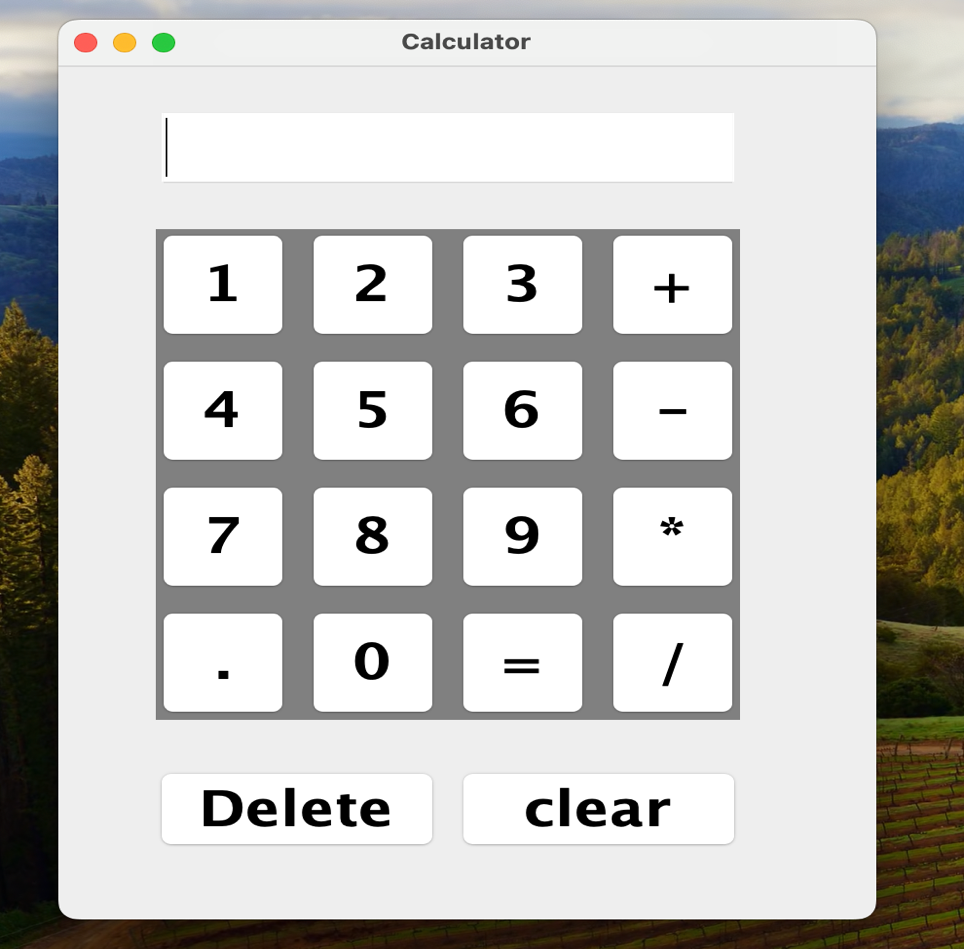 Calculator
1 2 3 +
4 5 6 -
7 8 9 *
. 0 = /
Delete clear